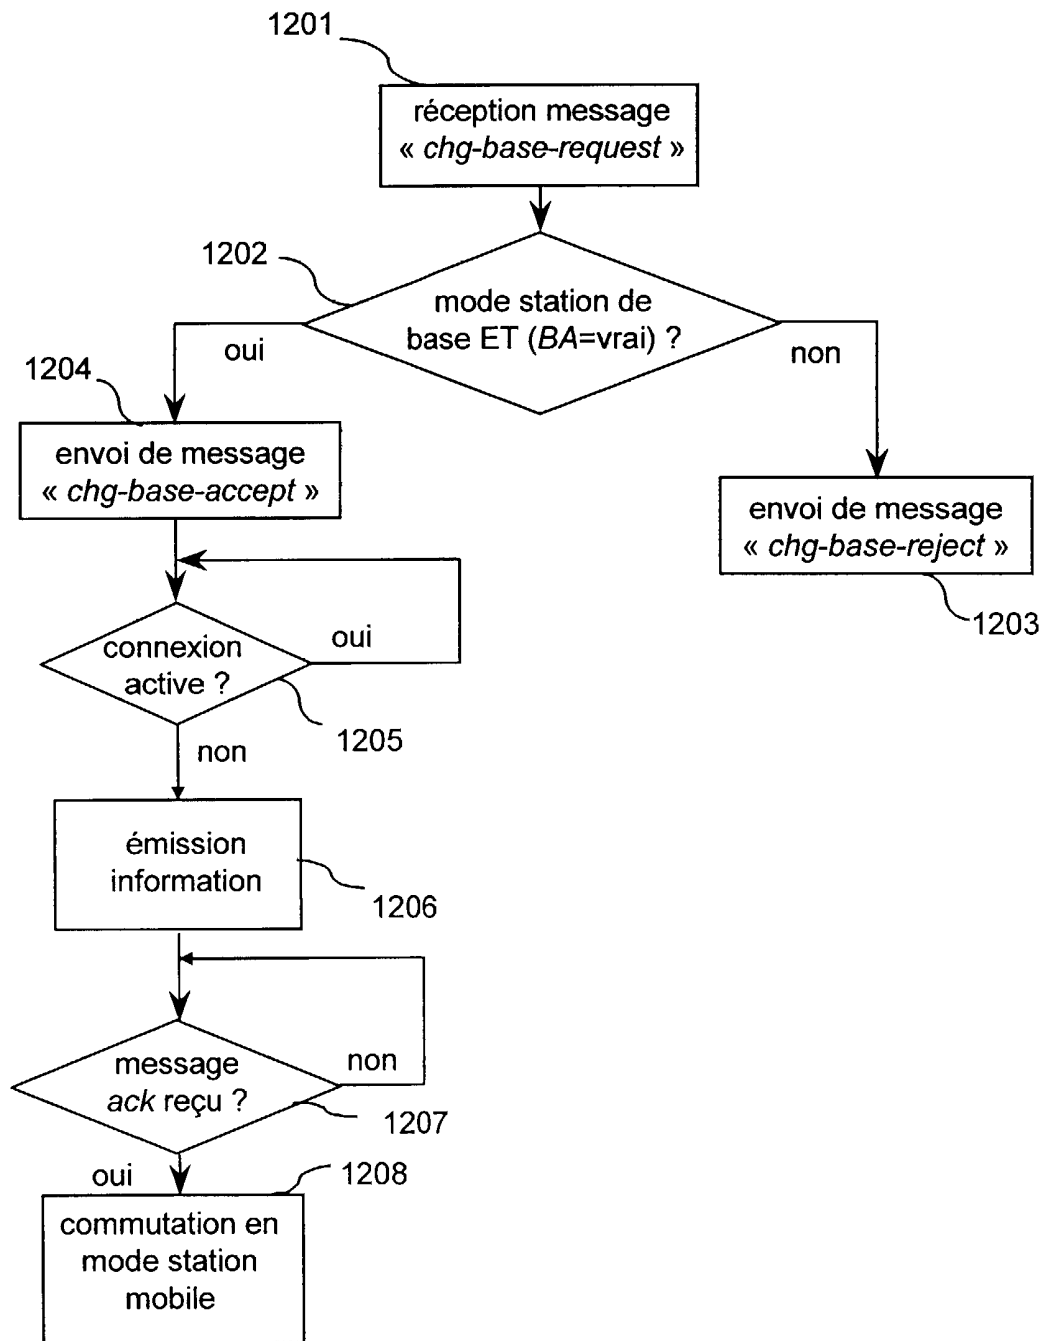 1201
réception message
« chg-base-request »
1202
mode station de
base ET (BA=vrai) ?
oui
non
1204
envoi de message
« chg-base-accept »
envoi de message
« chg-base-reject »
1203
connexion
active ?
oui
1205
non
émission
information
1206
message
ack reçu ?
non
1207
oui
1208
commutation en
mode station
mobile